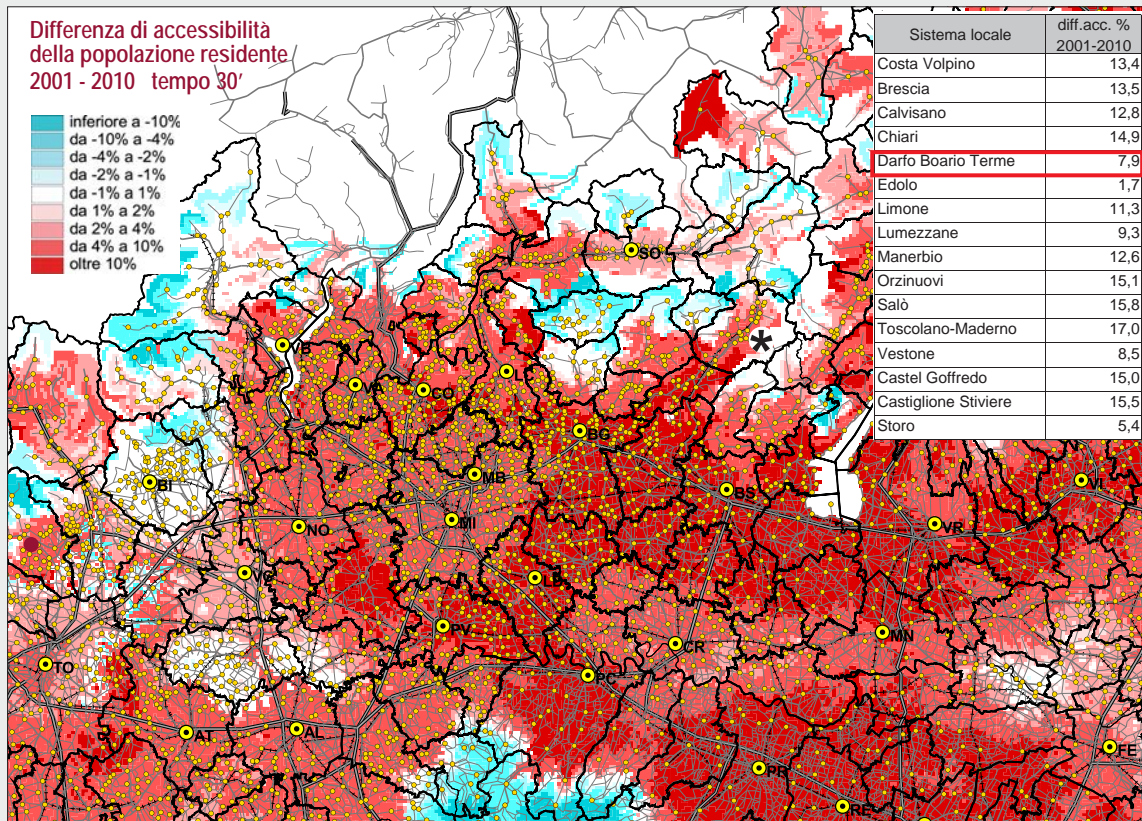 Differenza di accessibilità
della popolazione residente
2001 - 2010 tempo 30'
inferiore a -10%
da -10% a -4%
da -4% a -2%
da -2% a -1%
da -1% a 1%
da 1% a 2%
da 2% a 4%
da 4% a 10%
oltre 10%
Sistema locale diff.acc. % 2001-2010
Costa Volpino 13,4
Brescia 13,5
Calvisano 12,8
Chiari 14,9
Darfo Boario Terme 7,9
Edolo 1,7
Limone 11,3
Lumezzane 9,3
Manerbio 12,6
Orzinuovi 15,1
Salò 15,8
Toscolano-Maderno 17,0
Vestone 8,5
Castel Goffredo 15,0
Castiglione Stiviere 15,5
Storo 5,4
SO
*
VB
VA
CO
BG
BI
MB
BS
VI
NO
MI
VR
VC
PV
MN
CR
TO
AT
AL
FE
PR
RE